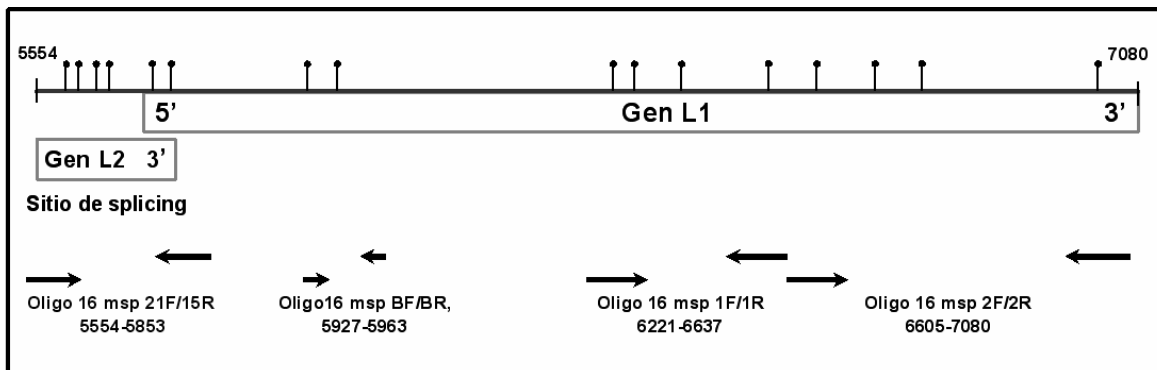 5554
7080
5’
Gen L1
3’
Gen L2 3’
Sitio de splicing
Oligo 16 msp 21F/15R
5554-5853
Oligo16 msp BF/BR,
5927-5963
Oligo 16 msp 1F/1R
6221-6637
Oligo 16 msp 2F/2R
6605-7080